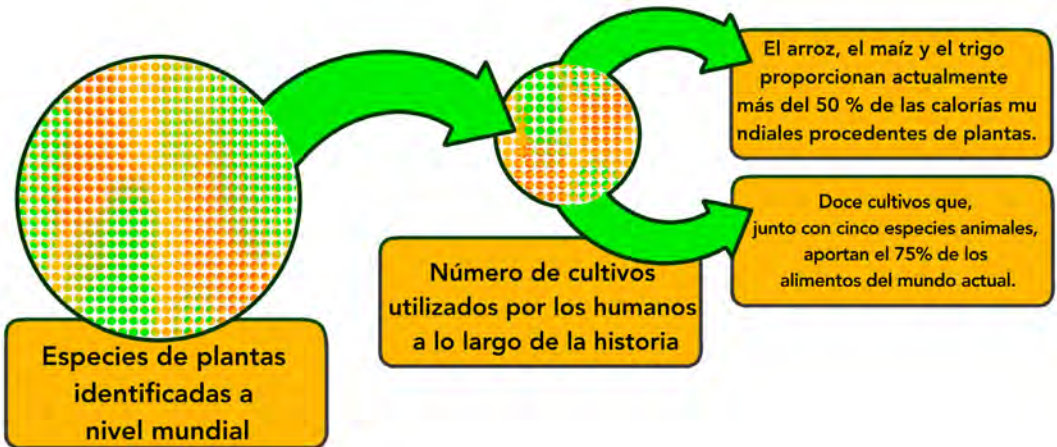 Especies de plantas
identificadas a
nivel mundial
Número de cultivos
utilizados por los humanos
a lo largo de la historia
El arroz, el maíz y el trigo
proporcionan actualmente
más del 50 % de las calorías mu
ndiales procedentes de plantas.
Doce cultivos que,
junto con cinco especies animales,
aportan el 75% de los
alimentos del mundo actual.